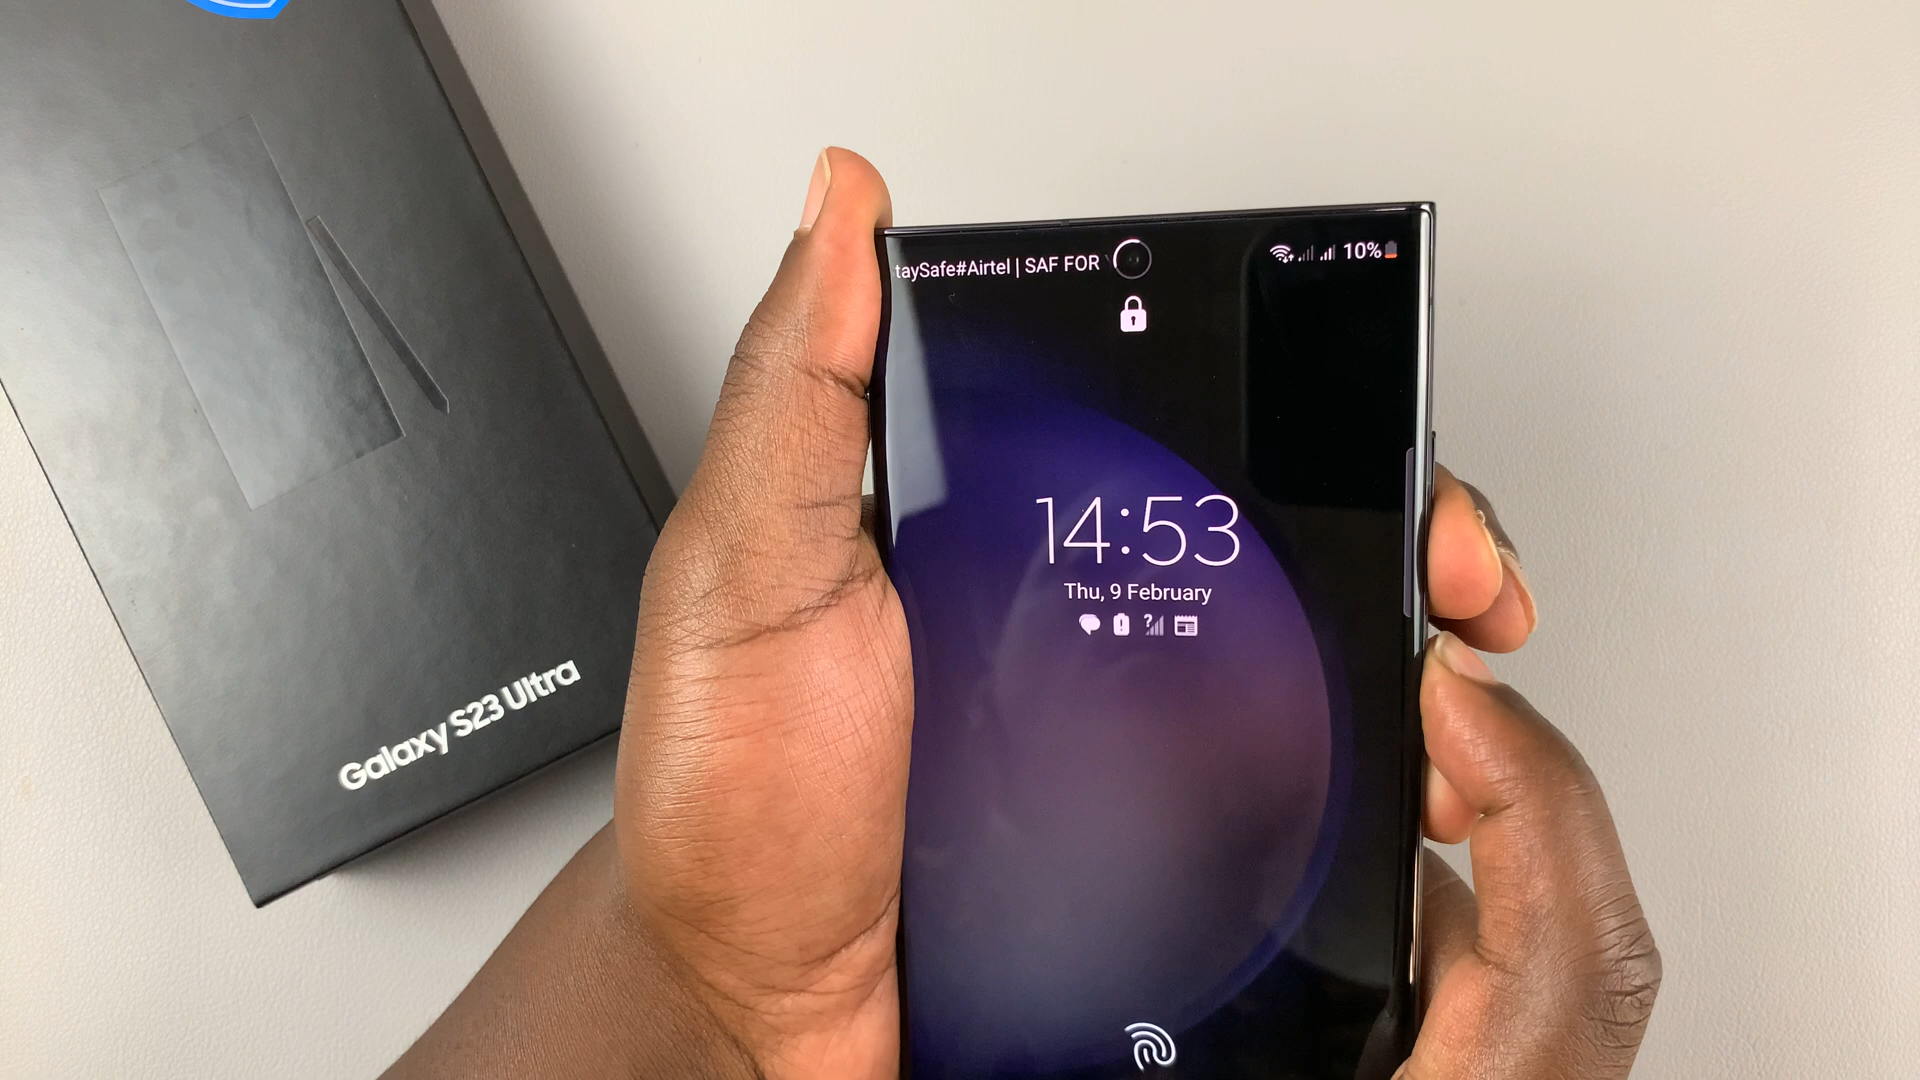 taySafe#Airtel | SAF FOR
10%
14:53
Thu, 9 February
Galaxy S23 Ultra